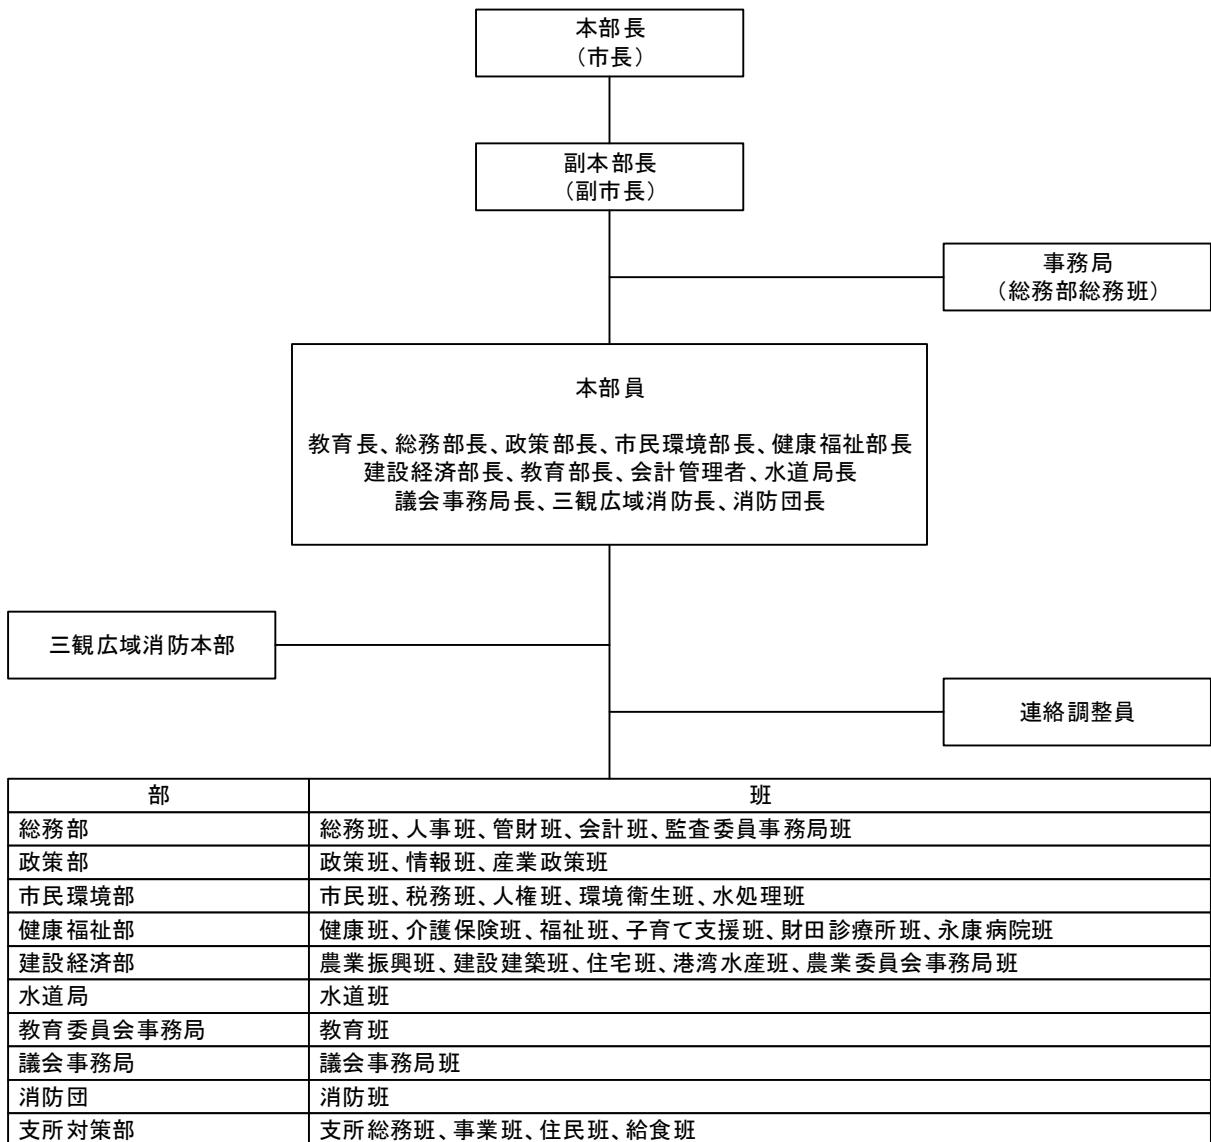 本部長
（市長）
副本部長
（副市長）
事務局
（総務部総務班）
本部員
教育長、総務部長、政策部長、市民環境部長、健康福祉部長
建設経済部長、教育部長、会計管理者、水道局長
議会事務局長、三観広域消防長、消防団長
三観広域消防本部
連絡調整員
部 班
総務部 総務班、人事班、管財班、会計班、監査委員事務局班
政策部 政策班、情報班、産業政策班
市民環境部 市民班、税務班、人権班、環境衛生班、水処理班
健康福祉部 健康班、介護保険班、福祉班、子育て支援班、財田診療所班、永康病院班
建設経済部 農業振興班、建設建築班、住宅班、港湾水産班、農業委員会事務局班
水道局 水道班
教育委員会事務局 教育班
議会事務局 議会事務局班
消防団 消防班
支所対策部 支所総務班、事業班、住民班、給食班